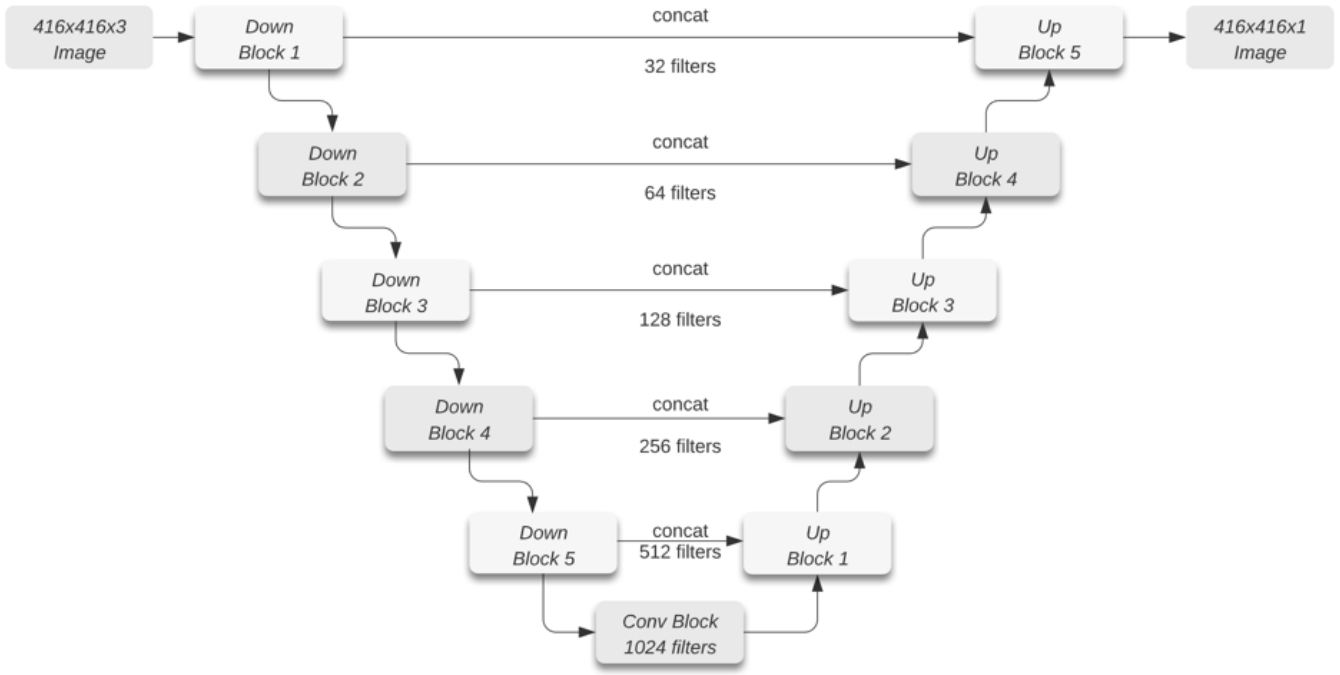 416x416x3
Image
Down
Block 1
concat
32 filters
Up
Block 5
416x416x1
Image
Down
Block 2
concat
64 filters
Up
Block 4
Down
Block 3
concat
128 filters
Up
Block 3
Down
Block 4
concat
256 filters
Up
Block 2
Down
Block 5
concat
512 filters
Up
Block 1
Conv Block
1024 filters